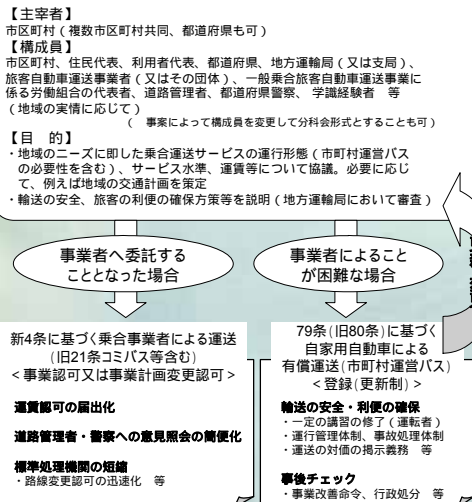 【主宰者】
市区町村(複数市区町村共同、都道府県も可)
【構成員】
市区町村、住民代表、利用者代表、都道府県、地方運輸局(又は支局)、
旅客自動車運送事業者(又はその団体)、一般乗合旅客自動車運送事業に
係る労働組合の代表者、道路管理者、都道府県警察、学識経験者 等
(地域の実情に応じて)
(事案によって構成員を変更して分科会形式とすることも可)
【目 的】
・地域のニーズに即した乗合運送サービスの運行形態(市町村運営バス
の必要性を含む)、サービス水準、運賃等について協議。必要に応じ
て、例えば地域の交通計画を策定
・輸送の安全、旅客の利便の確保方策等を説明(地方運輸局において審査)
事業者へ委託する
こととなった場合
事業者によること
が困難な場合
新4条に基づく乗合事業者による運送
(旧21条コミバス等含む)
<事業認可又は事業計画変更認可>
運賃認可の届出化
道路管理者・警察への意見照会の簡便化
標準処理機関の短縮
・路線変更認可の迅速化 等
79条(旧80条)に基づく
自家用自動車による
有償運送(市町村運営バス)
<登録(更新制)>
輸送の安全・利便の確保
・一定の講習の修了(運転者)
・運行管理体制、事故処理体制
・運送の対価の掲示義務 等
事後チェック
・事業改善命令、行政処分 等